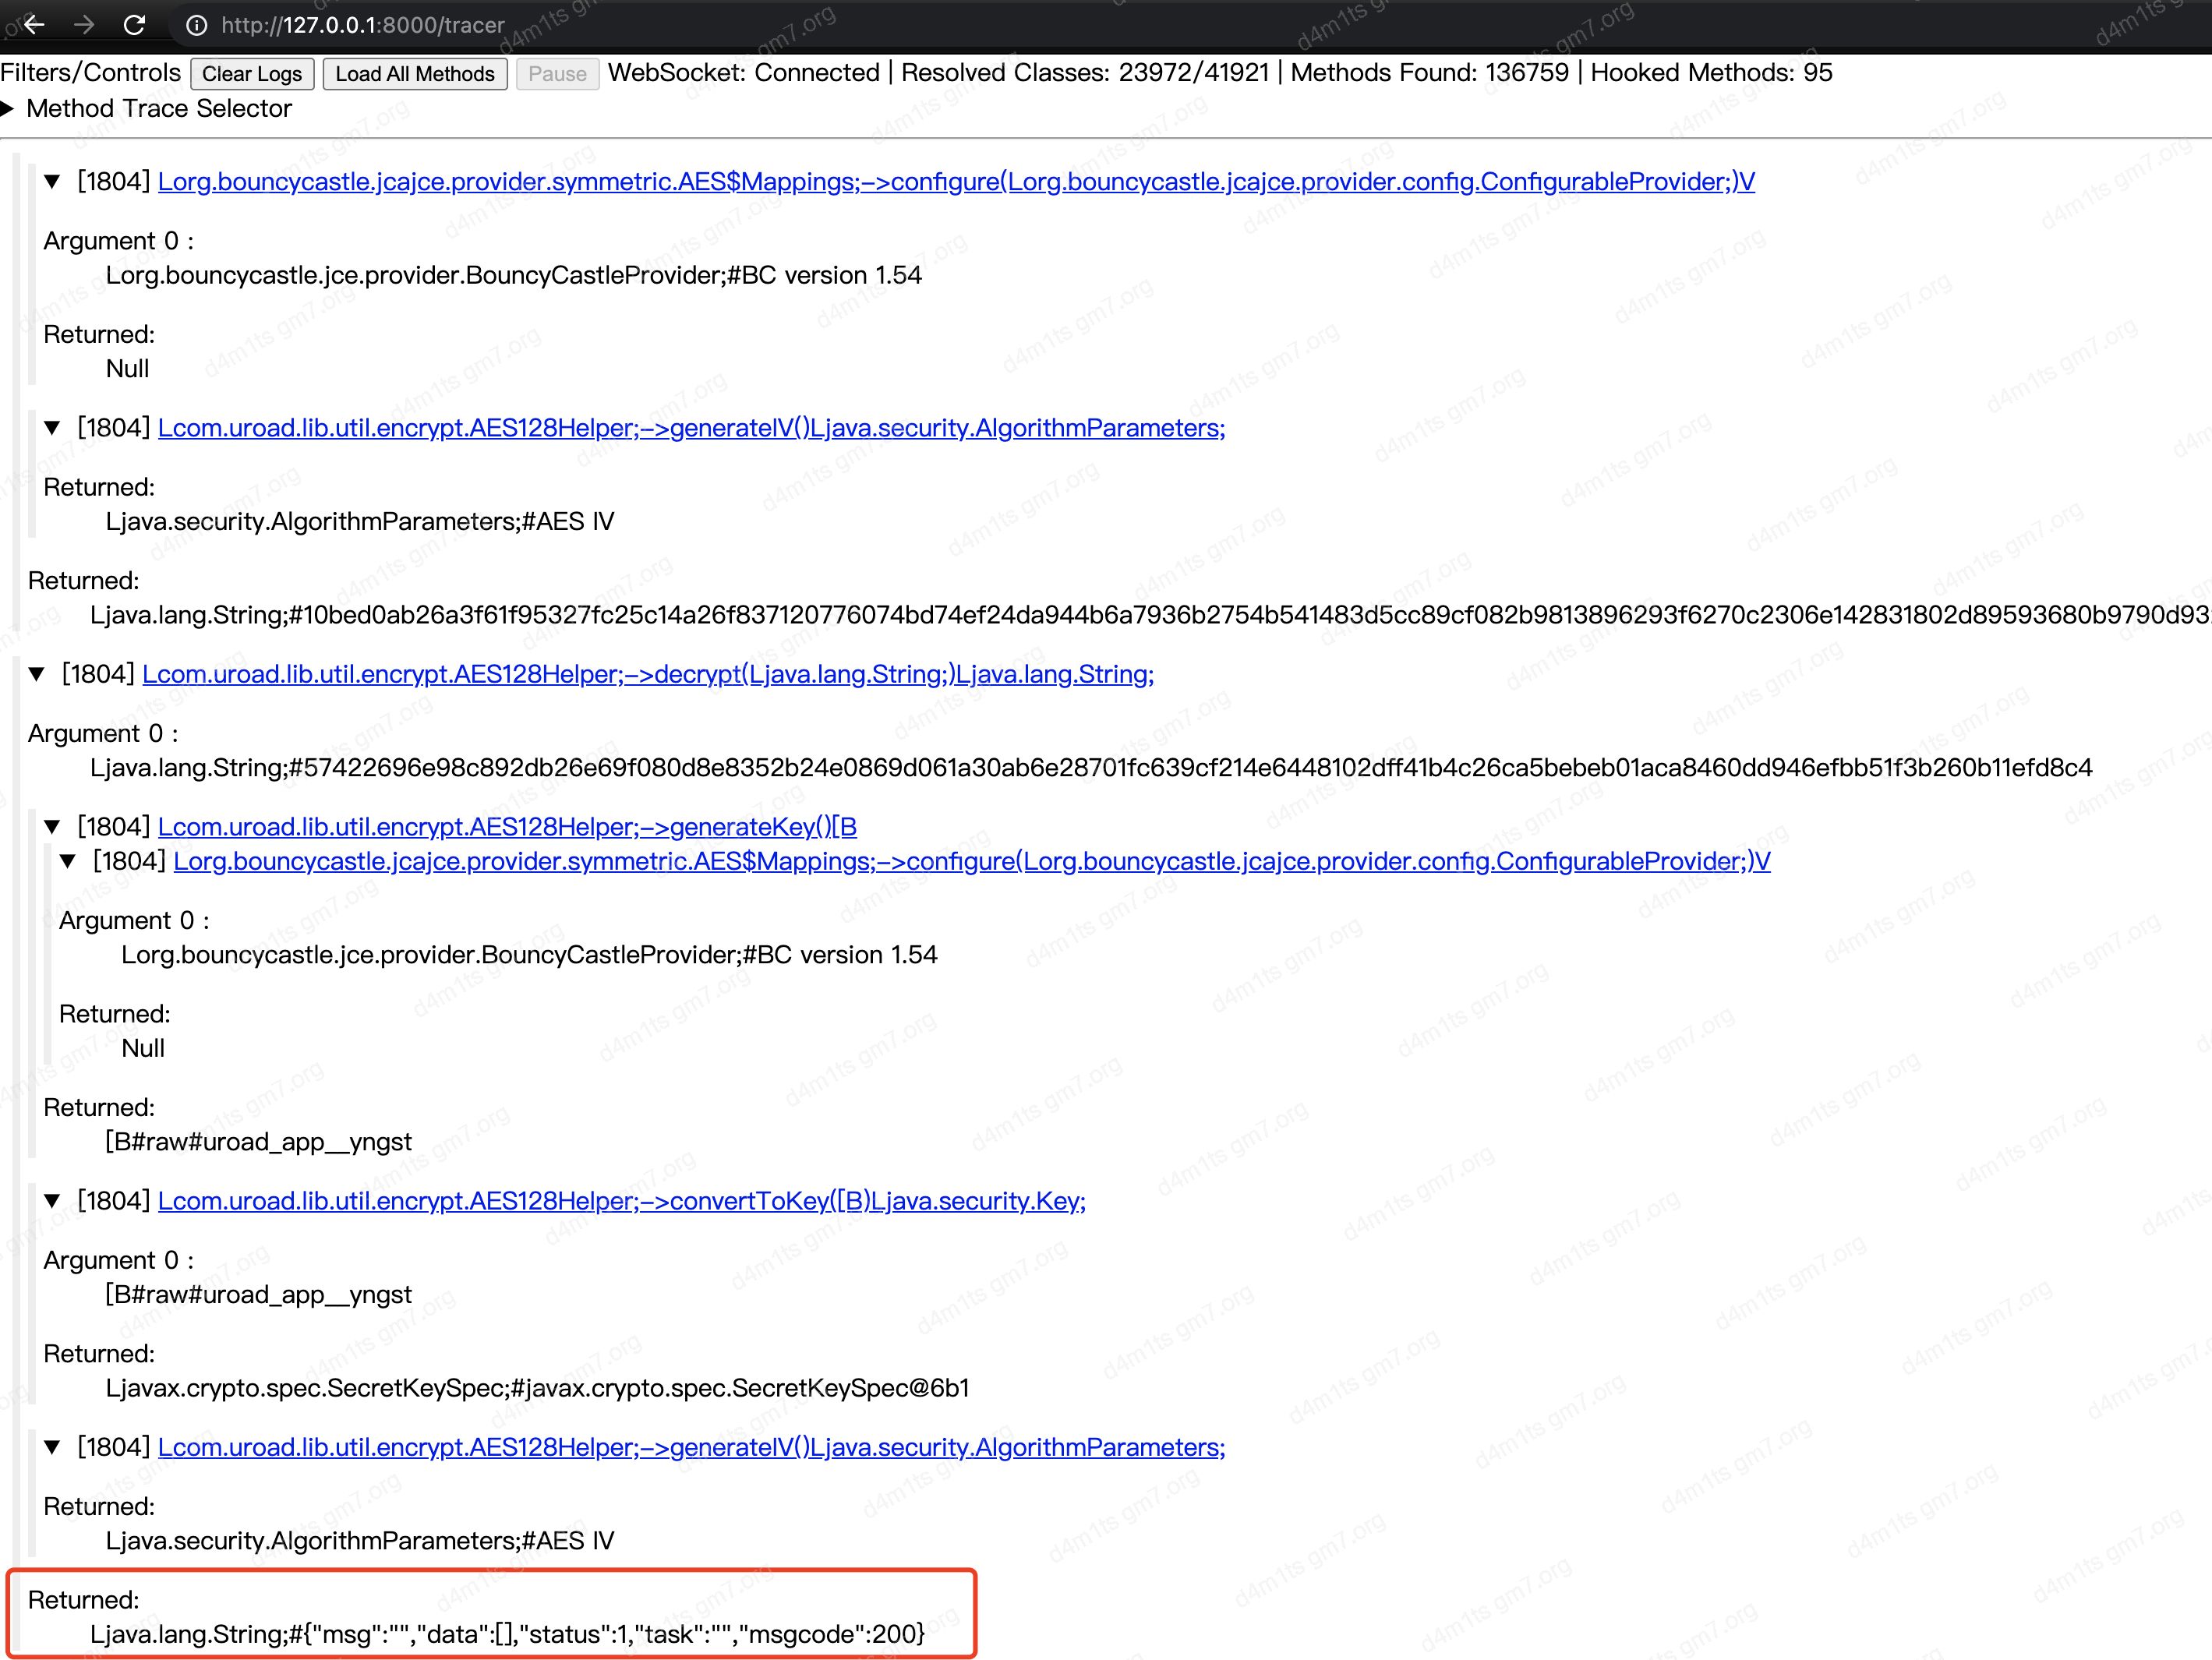 http://127.0.0.1:8000/tracer
Filters/Controls Clear Logs Load All Methods Pause WebSocket: Connected | Resolved Classes: 23972/41921 | Methods Found: 136759 | Hooked Methods: 95
▶ Method Trace Selector
▼ [1804] Lorg.bouncycastle.jcajce.provider.symmetric.AES$Mappings;->configure(Lorg.bouncycastle.jcajce.provider.config.ConfigurableProvider;)V
Argument 0 :
Lorg.bouncycastle.jce.provider.BouncyCastleProvider;#BC version 1.54
Returned:
Null
▼ [1804] Lcom.uroad.lib.util.encrypt.AES128Helper;->generateIV()Ljava.security.AlgorithmParameters;
Returned:
Ljava.security.AlgorithmParameters;#AES IV
Returned:
Ljava.lang.String;#10bed0ab26a3f61f95327fc25c14a26f837120776074bd74ef24da944b6a7936b2754b541483d5cc89cf082b9813896293f6270c2306e142831802d89593680b9790d93
▼ [1804] Lcom.uroad.lib.util.encrypt.AES128Helper;->decrypt(Ljava.lang.String;)Ljava.lang.String;
Argument 0 :
Ljava.lang.String;#57422696e98c892db26e69f080d8e8352b24e0869d061a30ab6e28701fc639cf214e6448102dff41b4c26ca5bebeb01aca8460dd946efbb51f3b260b11efd8c4
▼ [1804] Lcom.uroad.lib.util.encrypt.AES128Helper;->generateKey()[B
▼ [1804] Lorg.bouncycastle.jcajce.provider.symmetric.AES$Mappings;->configure(Lorg.bouncycastle.jcajce.provider.config.ConfigurableProvider;)V
Argument 0 :
Lorg.bouncycastle.jce.provider.BouncyCastleProvider;#BC version 1.54
Returned:
Null
Returned:
[B#raw#uroad_app__yngst
▼ [1804] Lcom.uroad.lib.util.encrypt.AES128Helper;->convertToKey([B)Ljava.security.Key;
Argument 0 :
[B#raw#uroad_app__yngst
Returned:
Ljavax.crypto.spec.SecretKeySpec;#javax.crypto.spec.SecretKeySpec@6b1
▼ [1804] Lcom.uroad.lib.util.encrypt.AES128Helper;->generateIV()Ljava.security.AlgorithmParameters;
Returned:
Ljava.security.AlgorithmParameters;#AES IV
Returned:
Ljava.lang.String;#{"msg":"","data":[],"status":1,"task":"","msgcode":200}
d4m1ts gm7.org